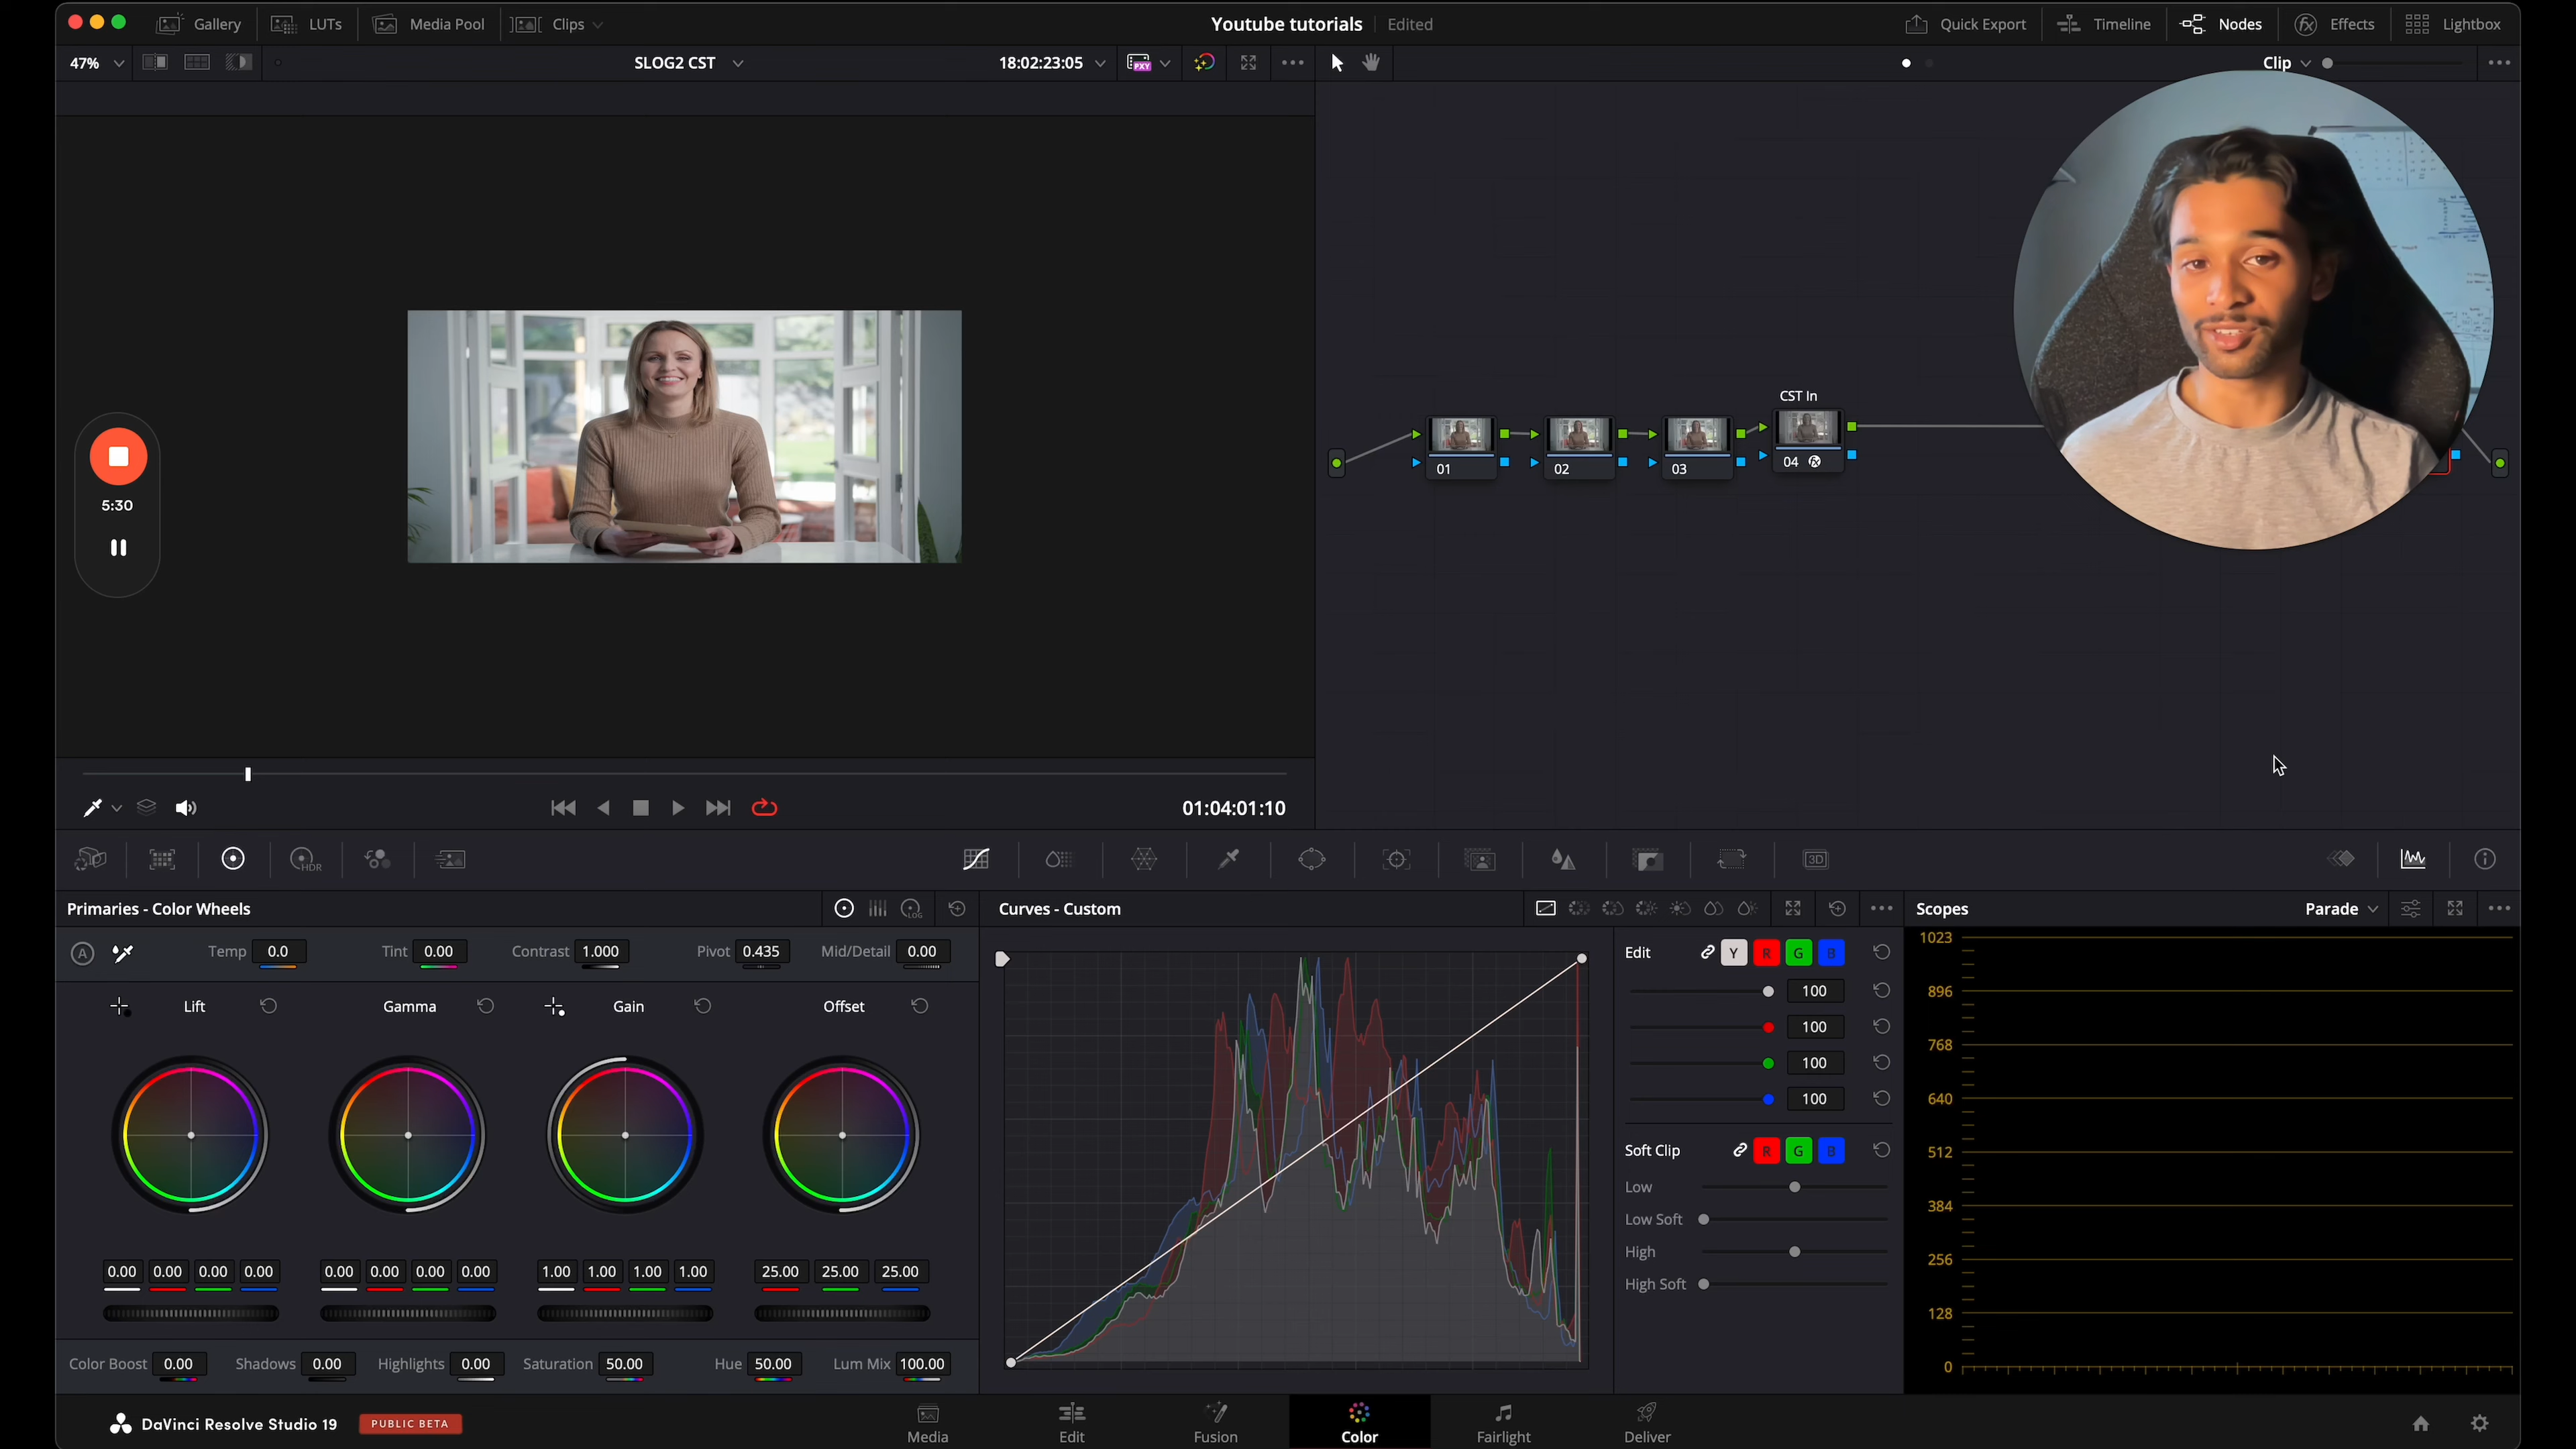 Gallery LUTs Media Pool Clips Youtube tutorials Edited Quick Export Timeline Nodes Effects Lightbox
47% SLOG2 CST 18:02:23:05 PXY Clip
CST In
01 02 03 04
5:30
01:04:01:10
HDR 3D
Primaries - Color Wheels LOG Curves - Custom Scopes Parade
A Temp 0.0 Tint 0.00 Contrast 1.000 Pivot 0.435 Mid/Detail 0.00
Lift Gamma Gain Offset
0.00 0.00 0.00 0.00 0.00 0.00 0.00 0.00 1.00 1.00 1.00 1.00 25.00 25.00 25.00
Color Boost 0.00 Shadows 0.00 Highlights 0.00 Saturation 50.00 Hue 50.00 Lum Mix 100.00
Edit Y R G B
100
100
100
100
Soft Clip R G B
Low
Low Soft
High
High Soft
1023
896
768
640
512
384
256
128
0
DaVinci Resolve Studio 19 PUBLIC BETA
Media Edit Fusion Color Fairlight Deliver